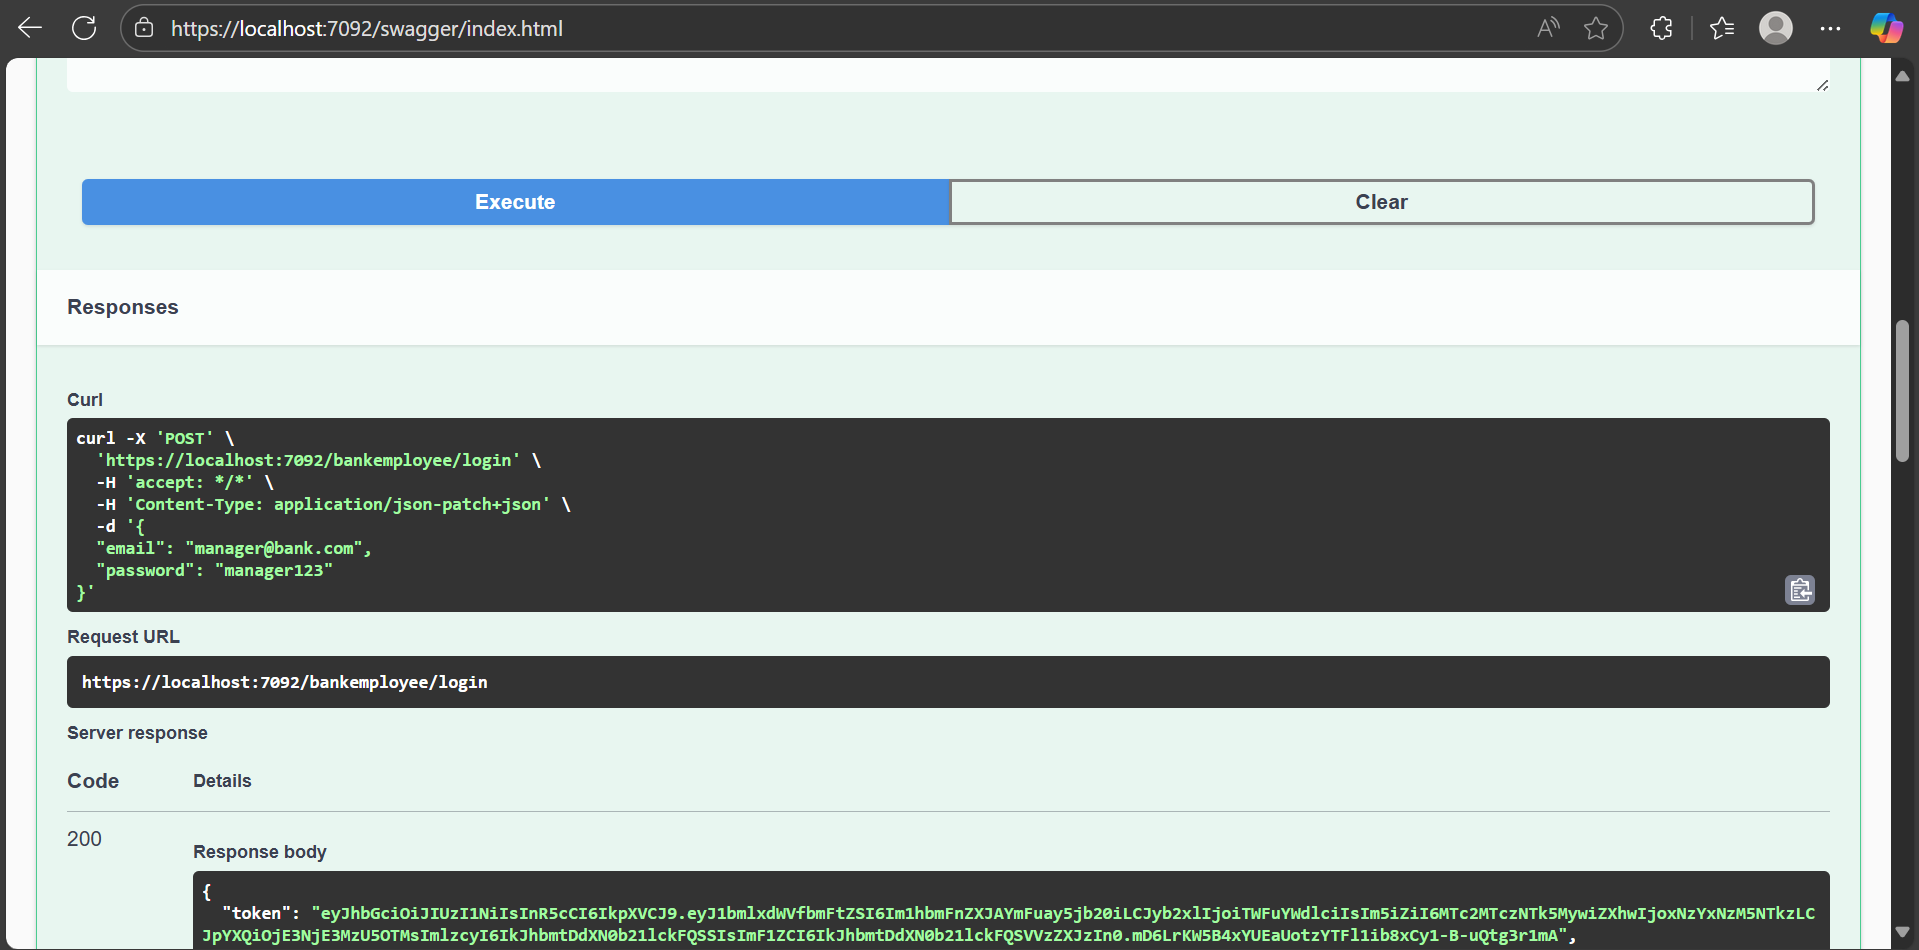 https://localhost:7092/swagger/index.html
Execute
Clear
Responses
Curl
curl -X 'POST' \
'https://localhost:7092/bankemployee/login' \
-H 'accept: */*' \
-H 'Content-Type: application/json-patch+json' \
-d '{
"email": "manager@bank.com",
"password": "manager123"
}'
Request URL
https://localhost:7092/bankemployee/login
Server response
Code Details
200
Response body
{
"token": "eyJhbGciOiJIUzI1NiIsInR5cCI6IkpXVCJ9.eyJ1bmlxdWVfbmFtZSI6Im1hbmFnZXJAYmFuay5jb20iLCJyb2xlIjoiTWFuYWdlciIsIm5iZiI6MTc2MTczNTk5MywiZXhwIjoxNzYxNzM5NTkzLC
JpYXQiOjE3NjE3MzU5OTMsImlzcyI6IkJhbmtDdXN0b21lckFQSSIsImF1ZCI6IkJhbmtDdXN0b21lckFQSVVzZXJzIn0.mD6LrKW5B4xYUEaUotzYTFl1ib8xCy1-B-uQtg3r1mA",